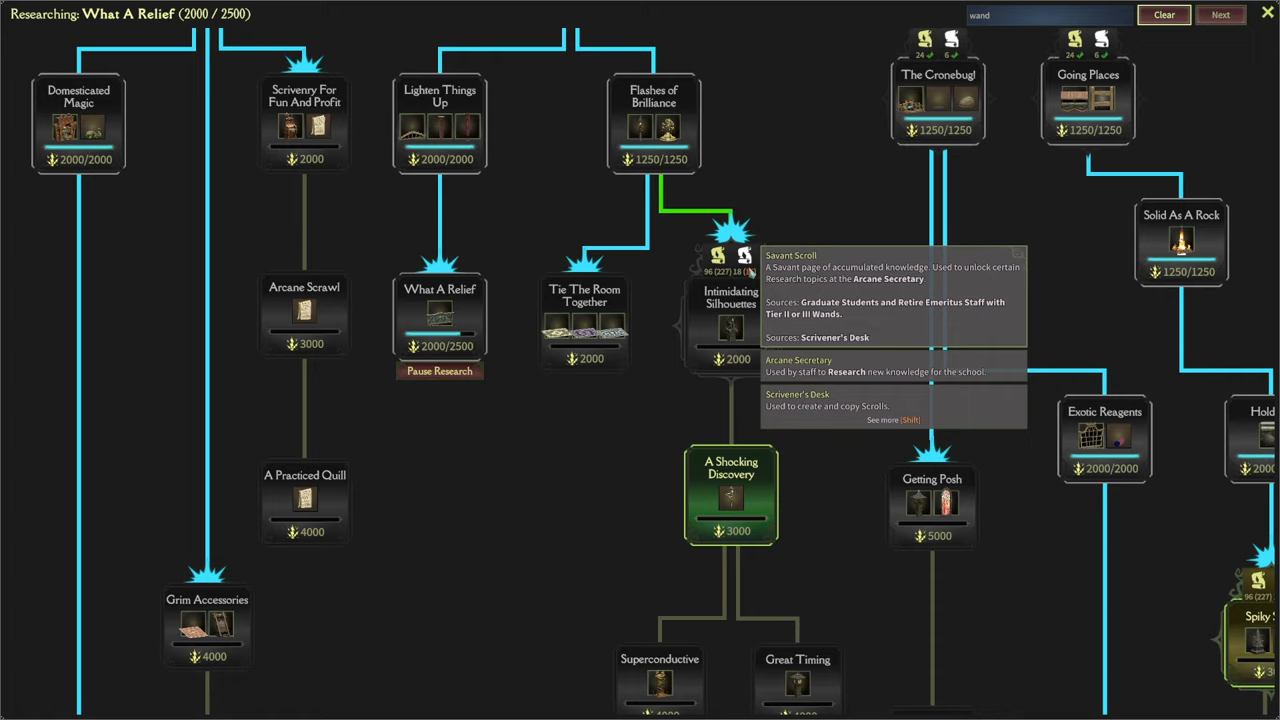 Researching: What A Relief (2000 / 2500)
wand
Clear
Next
24
6
24
6
Domesticated
Magic
2000/2000
Scrivenry For
Fun And Profit
2000
Lighten Things
Up
2000/2000
Flashes of
Brilliance
1250/1250
The Cronebug!
1250/1250
Going Places
1250/1250
Solid As A Rock
1250/1250
96 (227) 18
Savant Scroll
A Savant page of accumulated knowledge. Used to unlock certain
Research topics at the Arcane Secretary
Sources: Graduate Students and Retire Emeritus Staff with
Tier II or III Wands.
Sources: Scrivener's Desk
Arcane Secretary
Used by staff to Research new knowledge for the school.
Scrivener's Desk
Used to create and copy Scrolls.
See more [Shift]
Arcane Scrawl
3000
What A Relief
2000/2500
Pause Research
Tie The Room
Together
2000
Intimidating
Silhouettes
2000
Exotic Reagents
2000/2000
Hold
2000
A Shocking
Discovery
3000
A Practiced Quill
4000
Getting Posh
5000
Grim Accessories
4000
96 (227)
Spiky
Superconductive
4000
Great Timing
4000